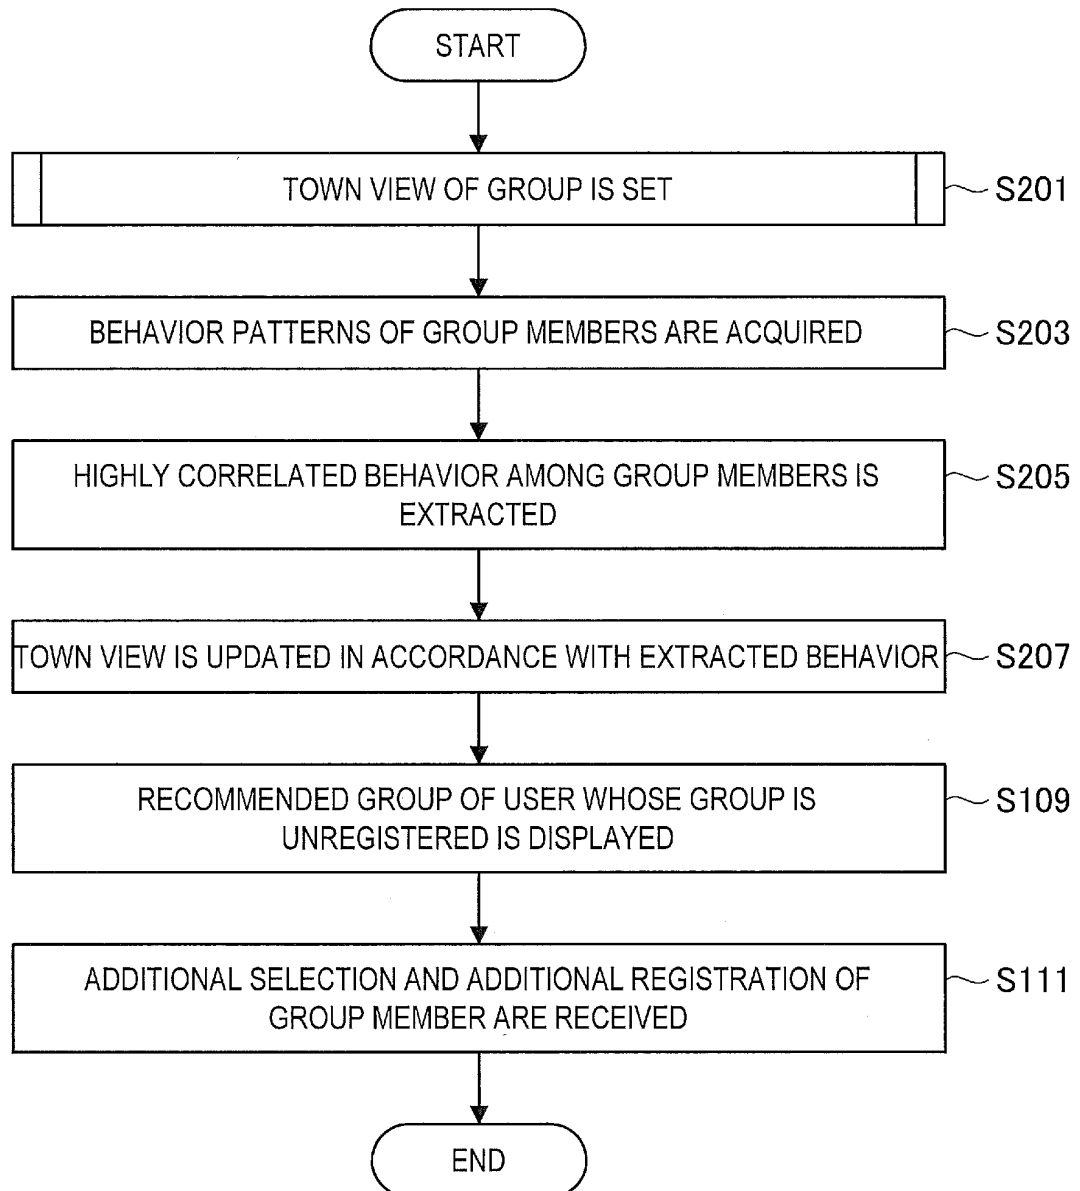 START
TOWN VIEW OF GROUP IS SET
S201
BEHAVIOR PATTERNS OF GROUP MEMBERS ARE ACQUIRED
S203
HIGHLY CORRELATED BEHAVIOR AMONG GROUP MEMBERS IS
EXTRACTED
S205
TOWN VIEW IS UPDATED IN ACCORDANCE WITH EXTRACTED BEHAVIOR
S207
RECOMMENDED GROUP OF USER WHOSE GROUP IS
UNREGISTERED IS DISPLAYED
S109
ADDITIONAL SELECTION AND ADDITIONAL REGISTRATION OF
GROUP MEMBER ARE RECEIVED
S111
END